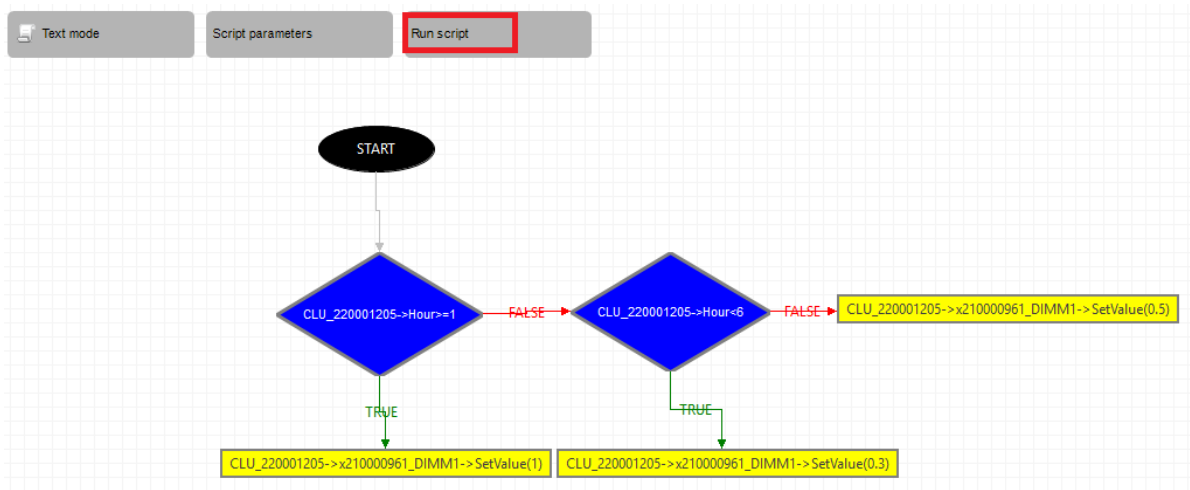 Text mode
Script parameters
Run script
START
CLU_220001205->Hour>=1
FALSE
CLU_220001205->Hour<6
FALSE
CLU_220001205->x210000961_DIMM1->SetValue(0.5)
TRUE
TRUE
CLU_220001205->x210000961_DIMM1->SetValue(1)
CLU_220001205->x210000961_DIMM1->SetValue(0.3)